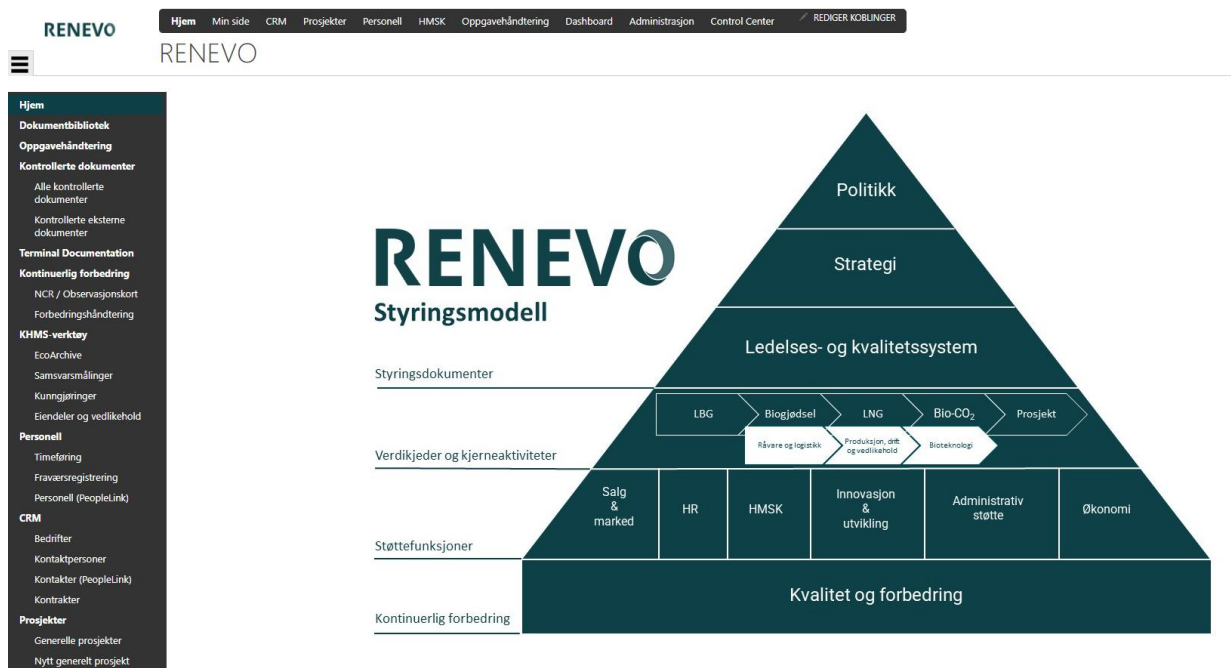 RENEVO
Hjem Min side CRM Prosjekter Personell HMSK Oppgavehåndtering Dashboard Administrasjon Control Center REDIGER KOBLINGER
RENEVO
Hjem
Dokumentbibliotek
Oppgavehåndtering
Kontrollerte dokumenter
Alle kontrollerte
dokumenter
Kontrollerte eksterne
dokumenter
Terminal Documentation
Kontinuerlig forbedring
NCR / Observasjonskort
Forbedringshåndtering
KHMS-verktøy
EcoArchive
Samsvarsmålinger
Kunngjøringer
Eiendeler og vedlikehold
Personell
Timeføring
Fraværsregistrering
Personell (PeopleLink)
CRM
Bedrifter
Kontaktpersoner
Kontakter (PeopleLink)
Kontrakter
Prosjekter
Generelle prosjekter
Nytt generelt prosjekt
RENEVO
Styringsmodell
Politikk
Strategi
Ledelses- og kvalitetssystem
Styringsdokumenter
LBG Biogjødsel LNG Bio-CO₂ Prosjekt
Råvare og logistikk
Produksjon, drift
og vedlikehold
Bioteknologi
Verdikjeder og kjerneaktiviteter
Salg
&
marked
HR
HMSK
Innovasjon
&
utvikling
Administrativ
støtte
Økonomi
Støttefunksjoner
Kvalitet og forbedring
Kontinuerlig forbedring